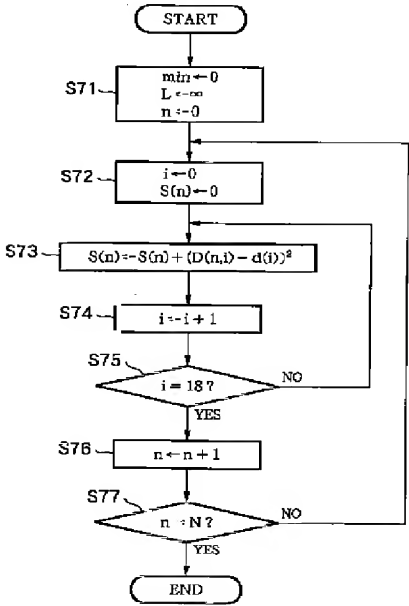 START
S71
min←0
L←∞
n←0
S72
i←0
S(n)←0
S73
S(n)←S(n)+(D(n,i)−d(i))²
S74
i←i+1
S75
i=18?
NO
YES
S76
n←n+1
S77
n=N?
NO
YES
END